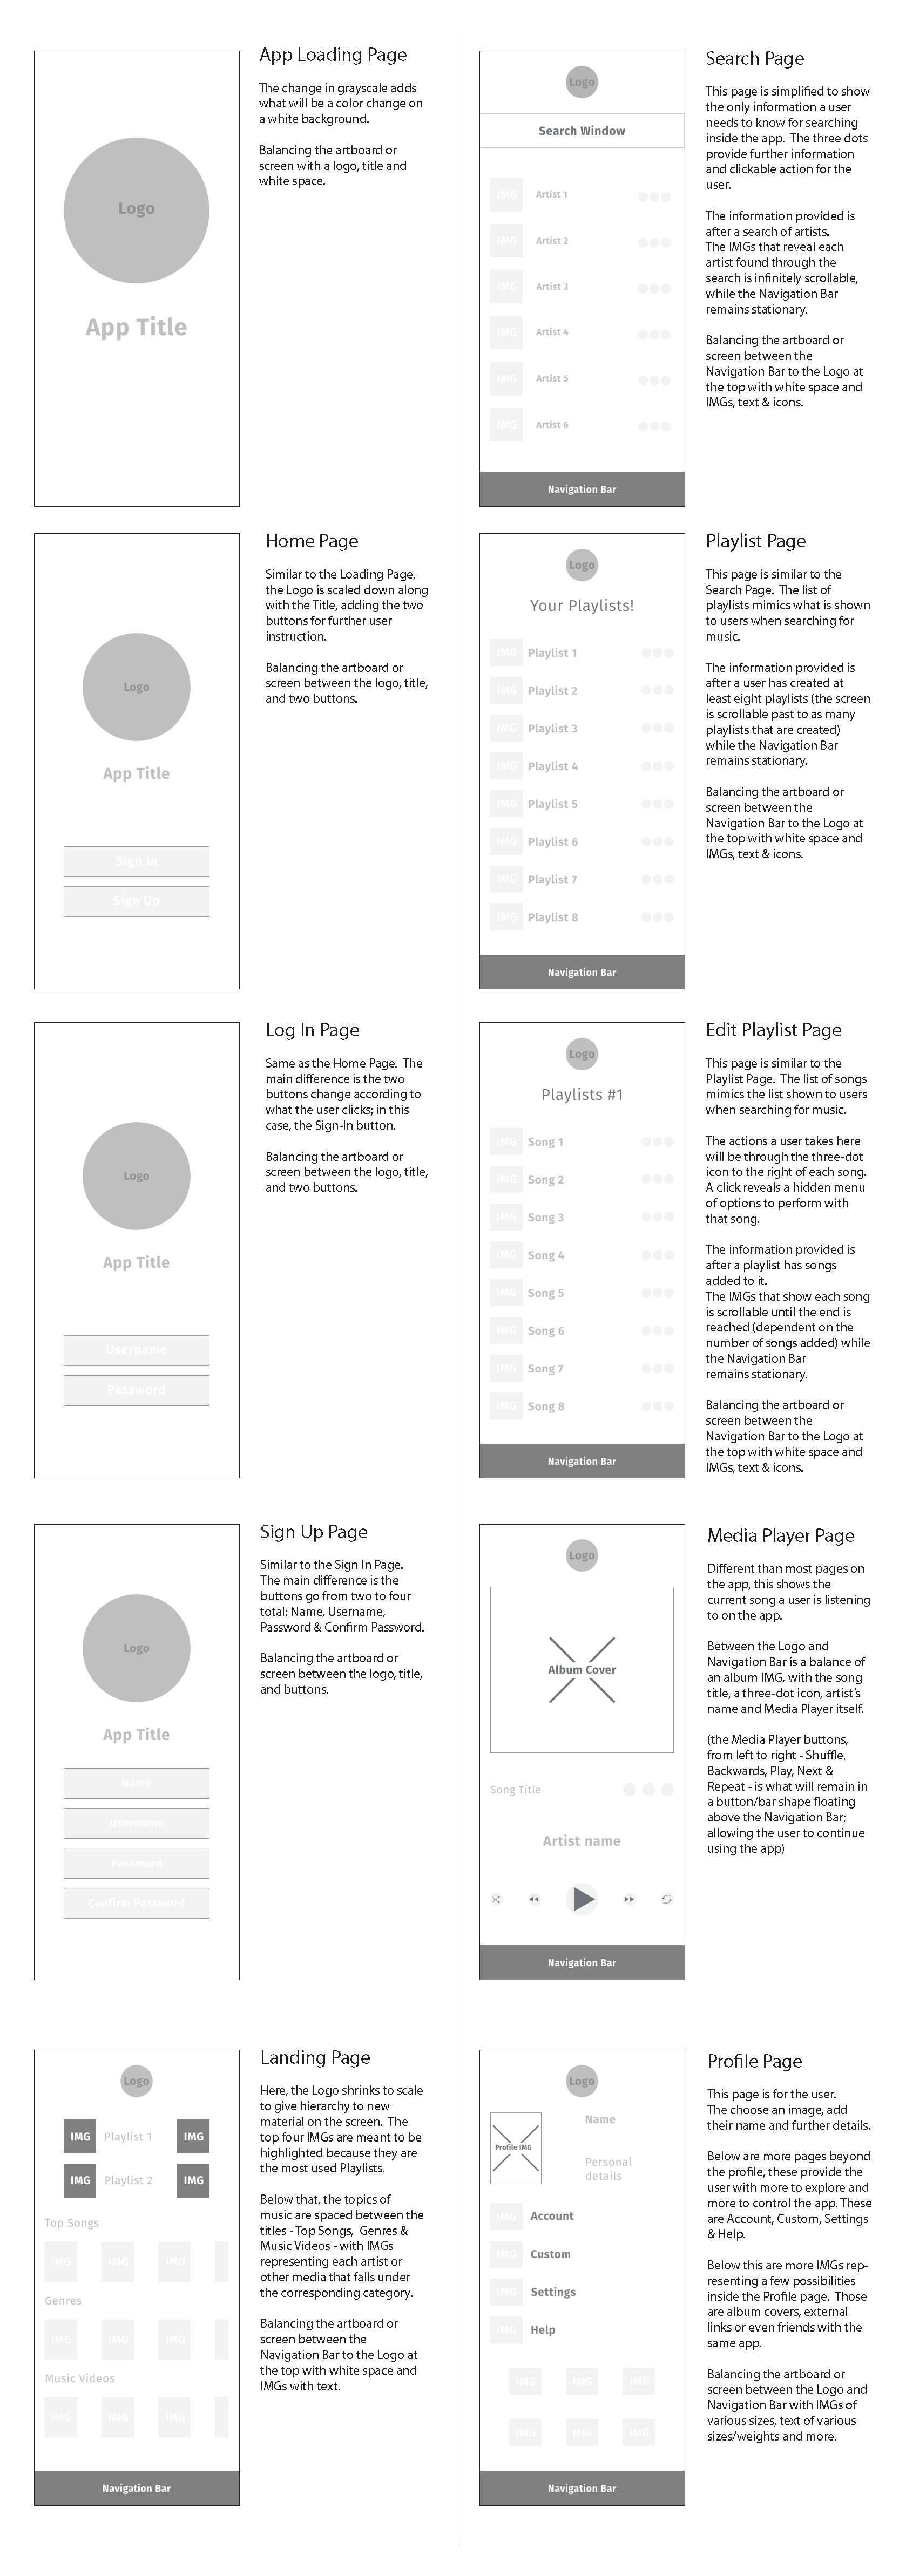 App Loading Page
The change in grayscale adds
what will be a color change on
a white background.
Balancing the artboard or
screen with a logo, title and
white space.
Logo
App Title
Home Page
Similar to the Loading Page,
the Logo is scaled down along
with the Title, adding the two
buttons for further user
instruction.
Balancing the artboard or
screen between the logo, title,
and two buttons.
Logo
App Title
Sign In
Sign Up
Log In Page
Same as the Home Page. The
main difference is the two
buttons change according to
what the user clicks; in this
case, the Sign-In button.
Balancing the artboard or
screen between the logo, title,
and two buttons.
Logo
App Title
Username
Password
Sign Up Page
Similar to the Sign In Page.
The main difference is the
buttons go from two to four
total; Name, Username,
Password & Confirm Password.
Balancing the artboard or
screen between the logo, title,
and buttons.
Logo
App Title
Name
Username
Password
Confirm Password
Landing Page
Here, the Logo shrinks to scale
to give hierarchy to new
material on the screen. The
top four IMGs are meant to be
highlighted because they are
the most used Playlists.
Below that, the topics of
music are spaced between the
titles - Top Songs, Genres &
Music Videos - with IMGs
representing each artist or
other media that falls under
the corresponding category.
Balancing the artboard or
screen between the
Navigation Bar to the Logo at
the top with white space and
IMGs with text.
Logo
IMG Playlist 1 IMG
IMG Playlist 2 IMG
Top Songs
IMG IMG IMG
Genres
IMG IMG IMG
Music Videos
IMG IMG IMG
Navigation Bar
Search Page
This page is simplified to show
the only information a user
needs to know for searching
inside the app. The three dots
provide further information
and clickable action for the
user.
The information provided is
after a search of artists.
The IMGs that reveal each
artist found through the
search is infinitely scrollable,
while the Navigation Bar
remains stationary.
Balancing the artboard or
screen between the
Navigation Bar to the Logo at
the top with white space and
IMGs, text & icons.
Logo
Search Window
IMG Artist 1
IMG Artist 2
IMG Artist 3
IMG Artist 4
IMG Artist 5
IMG Artist 6
Navigation Bar
Playlist Page
This page is similar to the
Search Page. The list of
playlists mimics what is shown
to users when searching for
music.
The information provided is
after a user has created at
least eight playlists (the screen
is scrollable past to as many
playlists that are created)
while the Navigation Bar
remains stationary.
Balancing the artboard or
screen between the
Navigation Bar to the Logo at
the top with white space and
IMGs, text & icons.
Logo
Your Playlists!
IMG Playlist 1
IMG Playlist 2
IMG Playlist 3
IMG Playlist 4
IMG Playlist 5
IMG Playlist 6
IMG Playlist 7
IMG Playlist 8
Navigation Bar
Edit Playlist Page
This page is similar to the
Playlist Page. The list of songs
mimics the list shown to users
when searching for music.
The actions a user takes here
will be through the three-dot
icon to the right of each song.
A click reveals a hidden menu
of options to perform with
that song.
The information provided is
after a playlist has songs
added to it.
The IMGs that show each song
is scrollable until the end is
reached (dependent on the
number of songs added) while
the Navigation Bar
remains stationary.
Balancing the artboard or
screen between the
Navigation Bar to the Logo at
the top with white space and
IMGs, text & icons.
Logo
Playlists #1
IMG Song 1
IMG Song 2
IMG Song 3
IMG Song 4
IMG Song 5
IMG Song 6
IMG Song 7
IMG Song 8
Navigation Bar
Media Player Page
Different than most pages on
the app, this shows the
current song a user is listening
to on the app.
Between the Logo and
Navigation Bar is a balance of
an album IMG, with the song
title, a three-dot icon, artist's
name and Media Player itself.
(the Media Player buttons,
from left to right - Shuffle,
Backwards, Play, Next &
Repeat - is what will remain in
a button/bar shape floating
above the Navigation Bar;
allowing the user to continue
using the app)
Logo
Album Cover
Song Title
Artist name
Navigation Bar
Profile Page
This page is for the user.
The choose an image, add
their name and further details.
Below are more pages beyond
the profile, these provide the
user with more to explore and
more to control the app. These
are Account, Custom, Settings
& Help.
Below this are more IMGs rep-
resenting a few possibilities
inside the Profile page. Those
are album covers, external
links or even friends with the
same app.
Balancing the artboard or
screen between the Logo and
Navigation Bar with IMGs of
various sizes, text of various
sizes/weights and more.
Logo
Profile IMG
Name
Personal
details
IMG Account
IMG Custom
IMG Settings
IMG Help
IMG IMG IMG
IMG IMG IMG
Navigation Bar